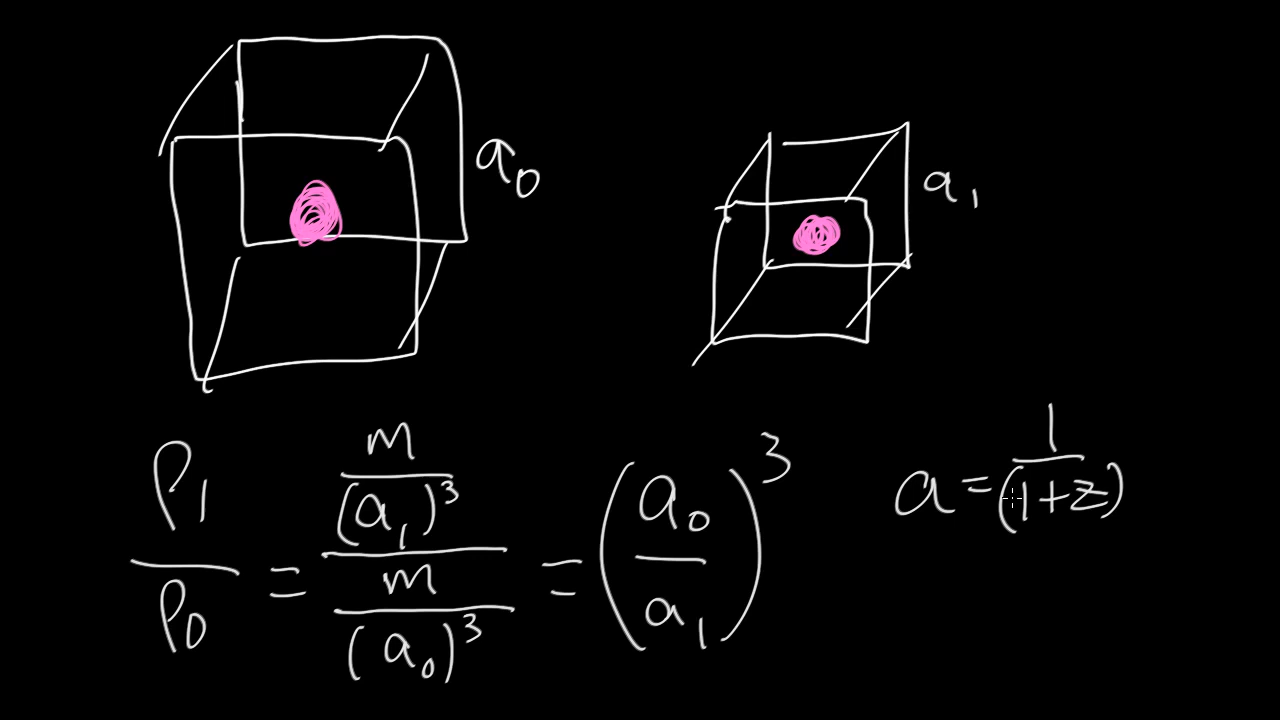 a₀
a₁
ρ₁/ρ₀ = (m/(a₁)³)/(m/(a₀)³) = (a₀/a₁)³
a = 1/(1+z)